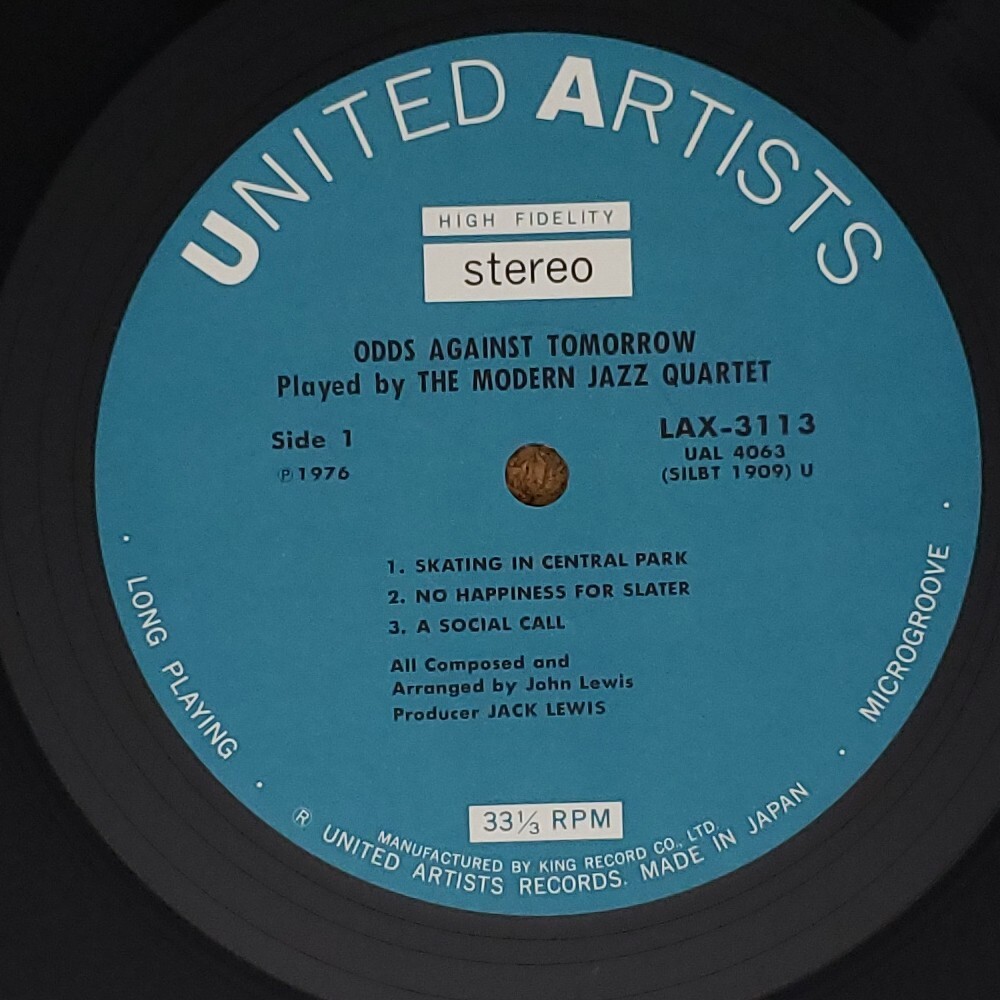 UNITED ARTISTS
HIGH FIDELITY
stereo
ODDS AGAINST TOMORROW
Played by THE MODERN JAZZ QUARTET
Side 1
℗1976
LAX-3113
UAL 4063
(SILBT 1909) U
1. SKATING IN CENTRAL PARK
2. NO HAPPINESS FOR SLATER
3. A SOCIAL CALL
All Composed and
Arranged by John Lewis
Producer JACK LEWIS
· LONG PLAYING ·
MICROGROOVE ·
33⅓ RPM
MANUFACTURED BY KING RECORD CO., LTD.
® UNITED ARTISTS RECORDS. MADE IN JAPAN ·